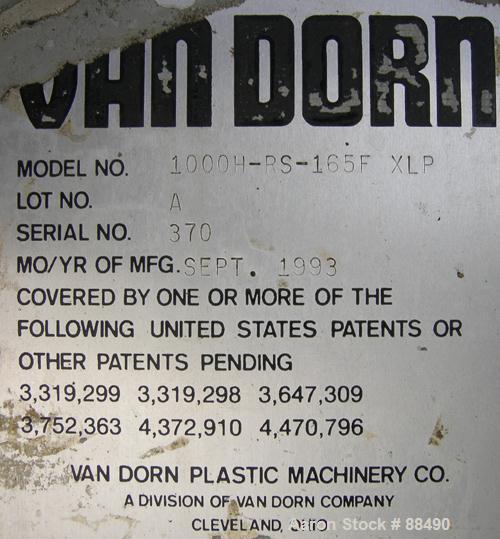 VAN DORN
MODEL NO. 1000H-RS-165F XLP
LOT NO. A
SERIAL NO. 370
MO/YR OF MFG. SEPT. 1993
COVERED BY ONE OR MORE OF THE
FOLLOWING UNITED STATES PATENTS OR
OTHER PATENTS PENDING
3,319,299 3,319,298 3,647,309
3,752,363 4,372,910 4,470,796
VAN DORN PLASTIC MACHINERY CO.
A DIVISION OF VAN DORN COMPANY
CLEVELAND, OHIO
Aaron Stock # 88490